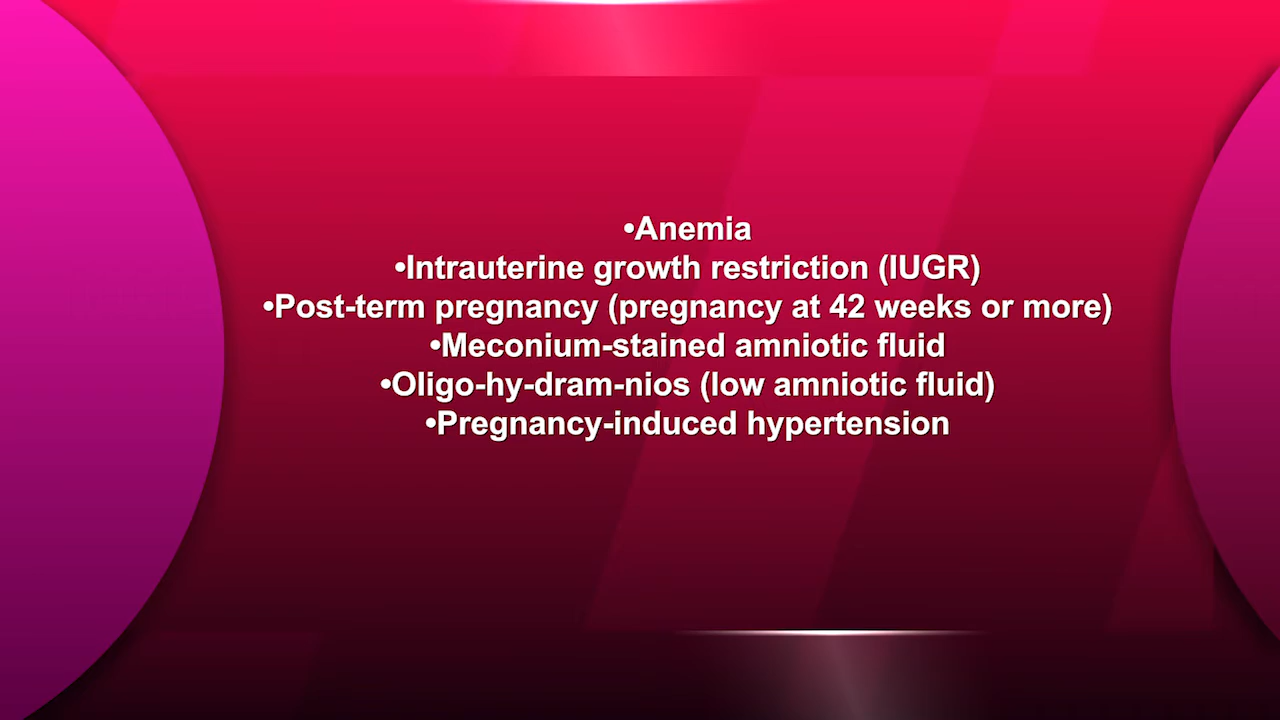 •Anemia
•Intrauterine growth restriction (IUGR)
•Post-term pregnancy (pregnancy at 42 weeks or more)
•Meconium-stained amniotic fluid
•Oligo-hy-dram-nios (low amniotic fluid)
•Pregnancy-induced hypertension